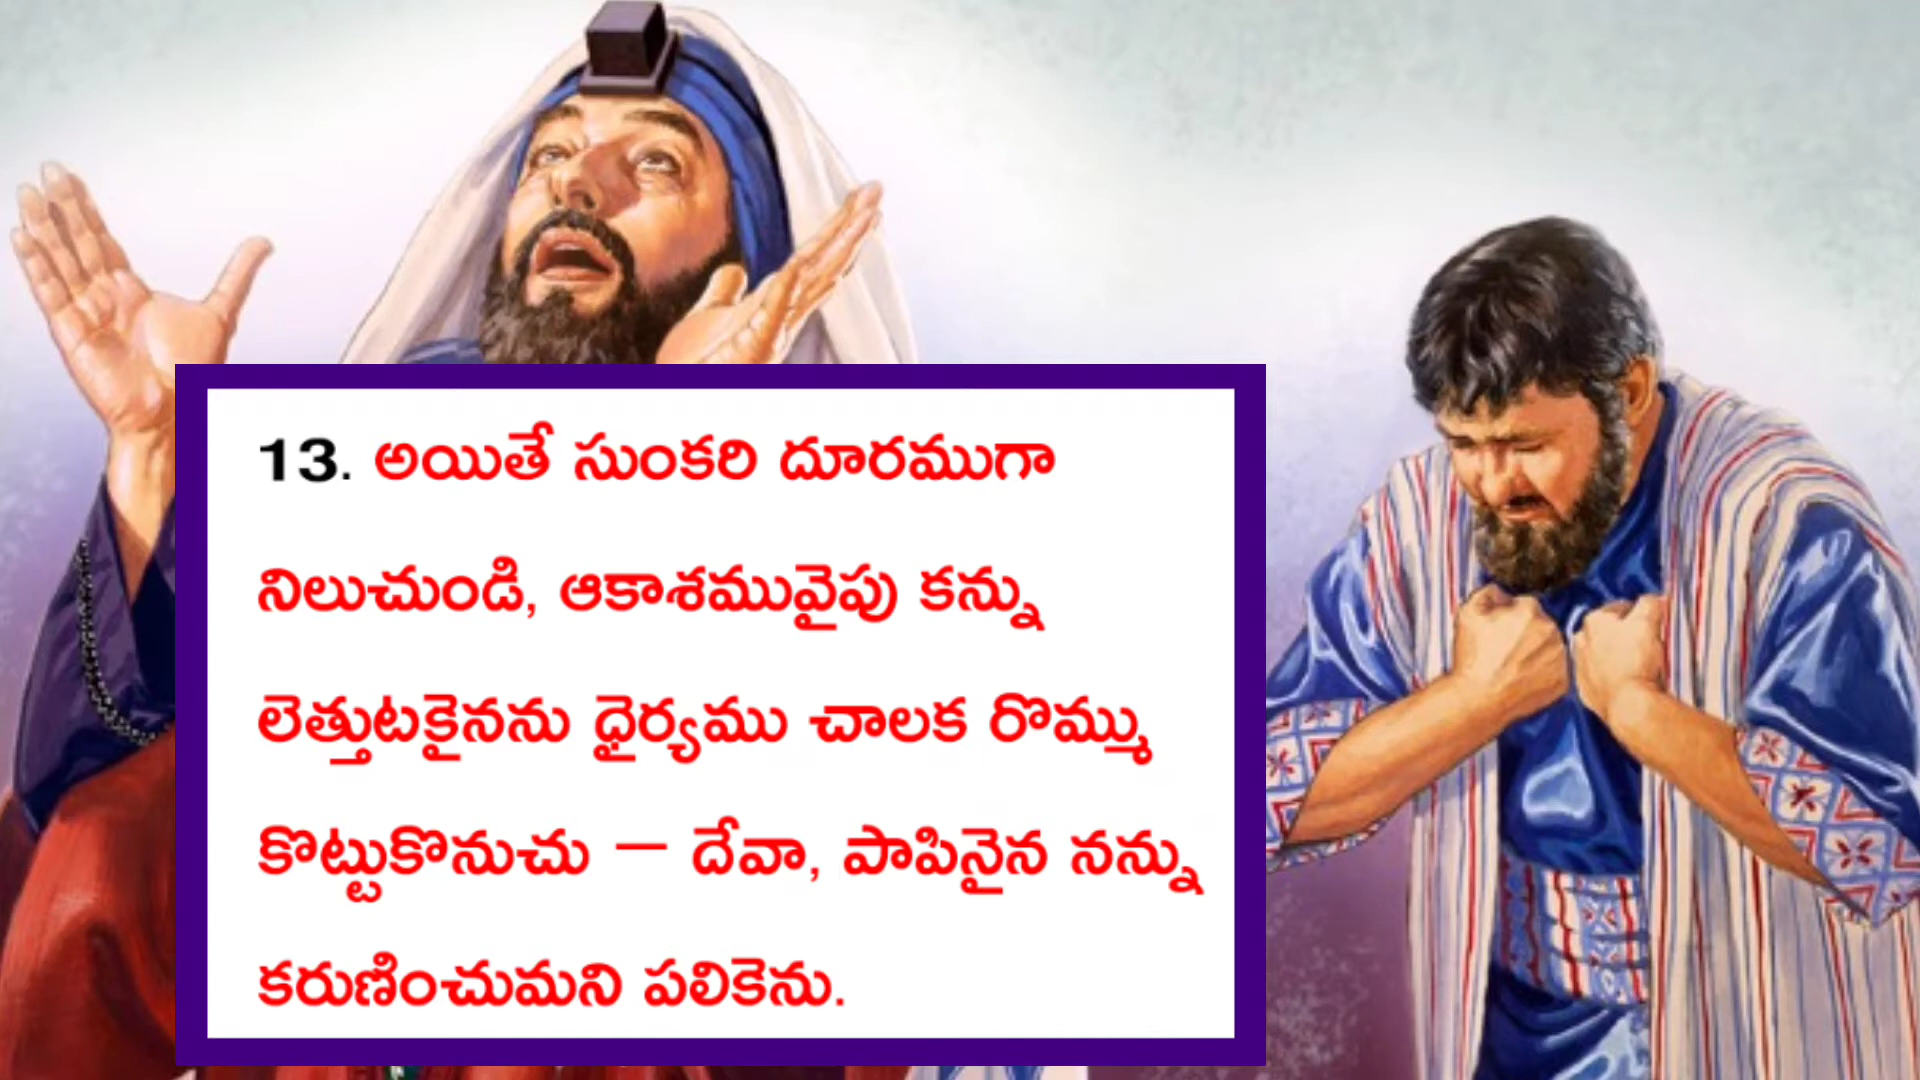 13. అయితే సుంకరి దూరముగా
నిలుచుండి, ఆకాశమువైపు కన్ను
లెత్తుటకైనను ధైర్యము చాలక రొమ్ము
కొట్టుకొనుచు – దేవా, పాపినైన నన్ను
కరుణించుమని పలికెను.